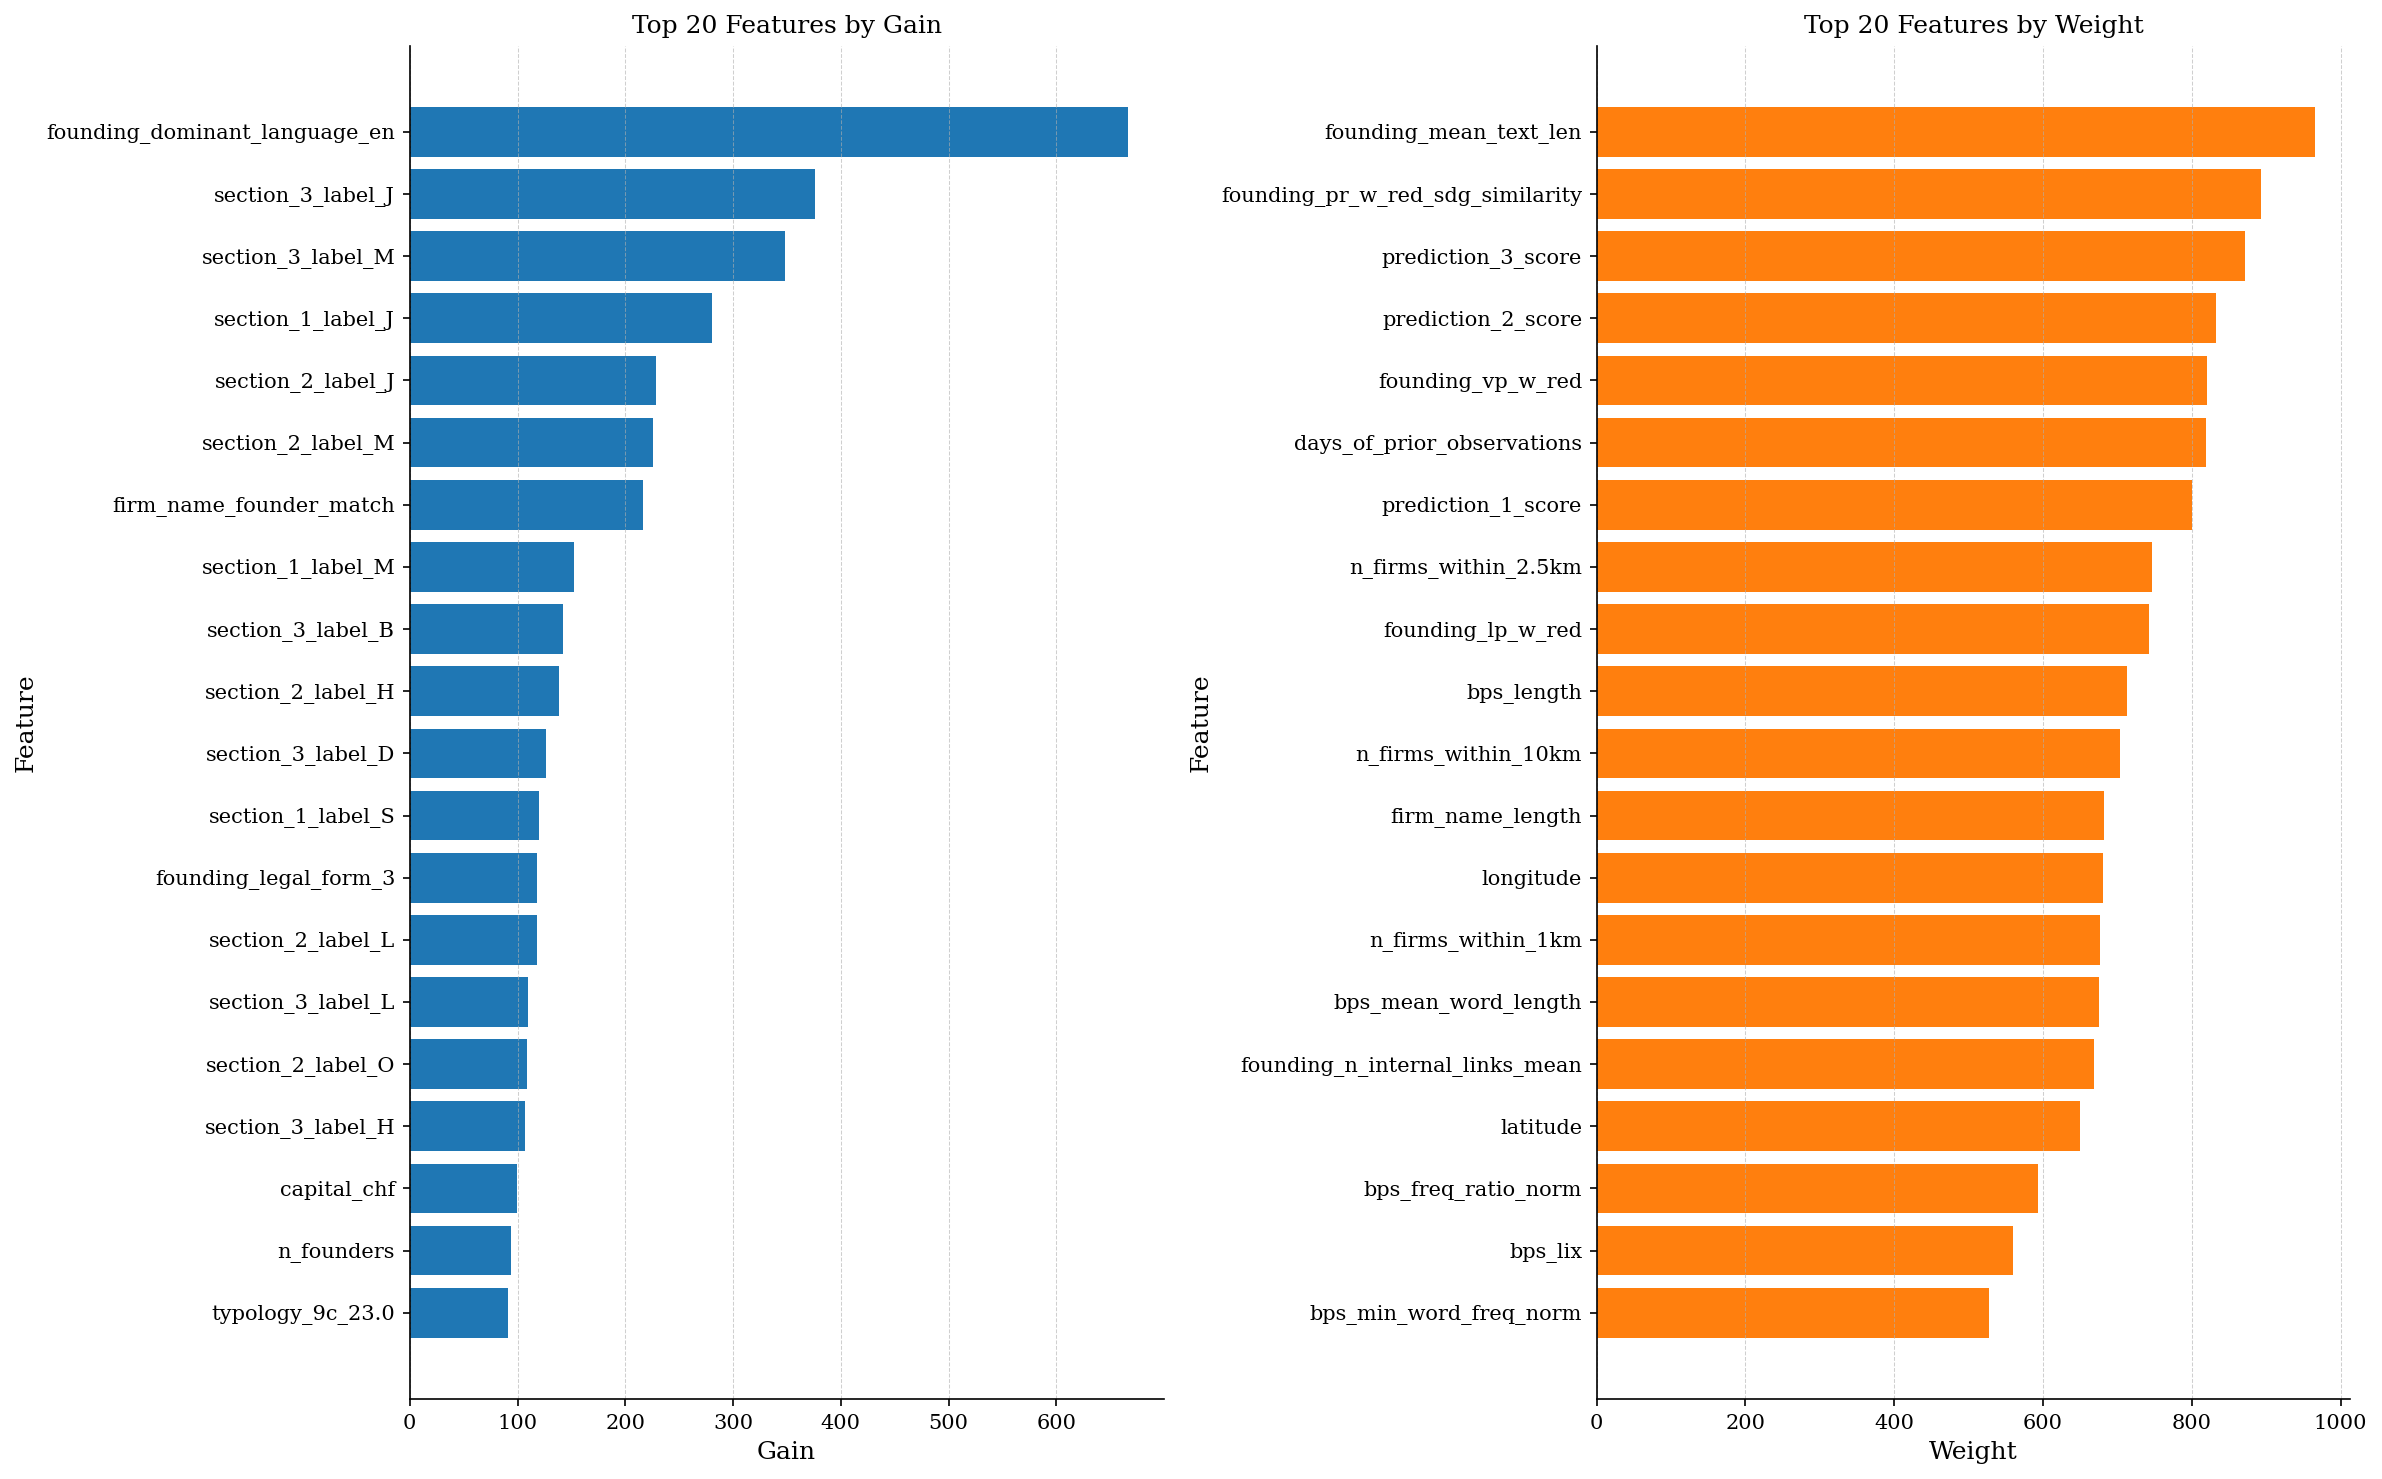 Top 20 Features by Gain
Feature
founding_dominant_language_en
section_3_label_J
section_3_label_M
section_1_label_J
section_2_label_J
section_2_label_M
firm_name_founder_match
section_1_label_M
section_3_label_B
section_2_label_H
section_3_label_D
section_1_label_S
founding_legal_form_3
section_2_label_L
section_3_label_L
section_2_label_O
section_3_label_H
capital_chf
n_founders
typology_9c_23.0
0 100 200 300 400 500 600
Gain
Top 20 Features by Weight
Feature
founding_mean_text_len
founding_pr_w_red_sdg_similarity
prediction_3_score
prediction_2_score
founding_vp_w_red
days_of_prior_observations
prediction_1_score
n_firms_within_2.5km
founding_lp_w_red
bps_length
n_firms_within_10km
firm_name_length
longitude
n_firms_within_1km
bps_mean_word_length
founding_n_internal_links_mean
latitude
bps_freq_ratio_norm
bps_lix
bps_min_word_freq_norm
0 200 400 600 800 1000
Weight